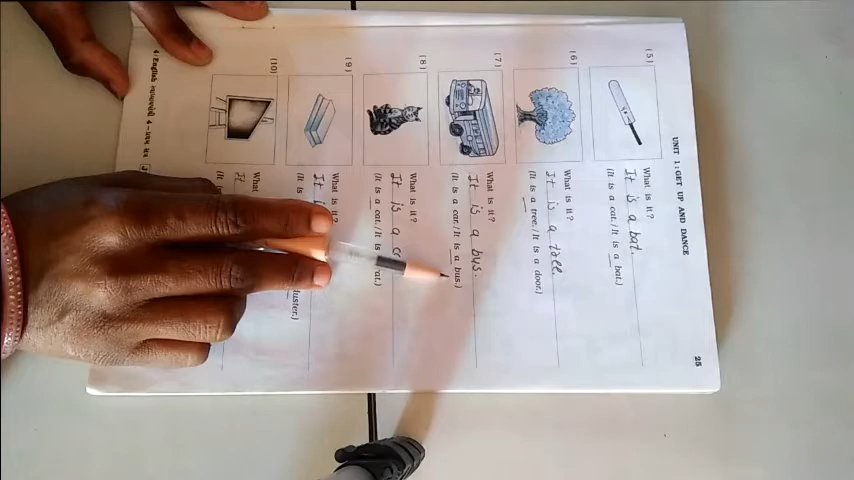 UNIT 1 : GET UP AND DANCE
25
(5)
What is it?
It is a bat.
(It is a cat./It is a bat.)
(6)
What is it?
It is a tree.
(It is a tree./It is a door.)
(7)
What is it?
It is a bus.
(It is a car./It is a bus.)
(8)
What is it?
It is a
(It is a cat./It is rat.)
(9)
What is it?
It
(It is duster.)
(10)
What
It
(It